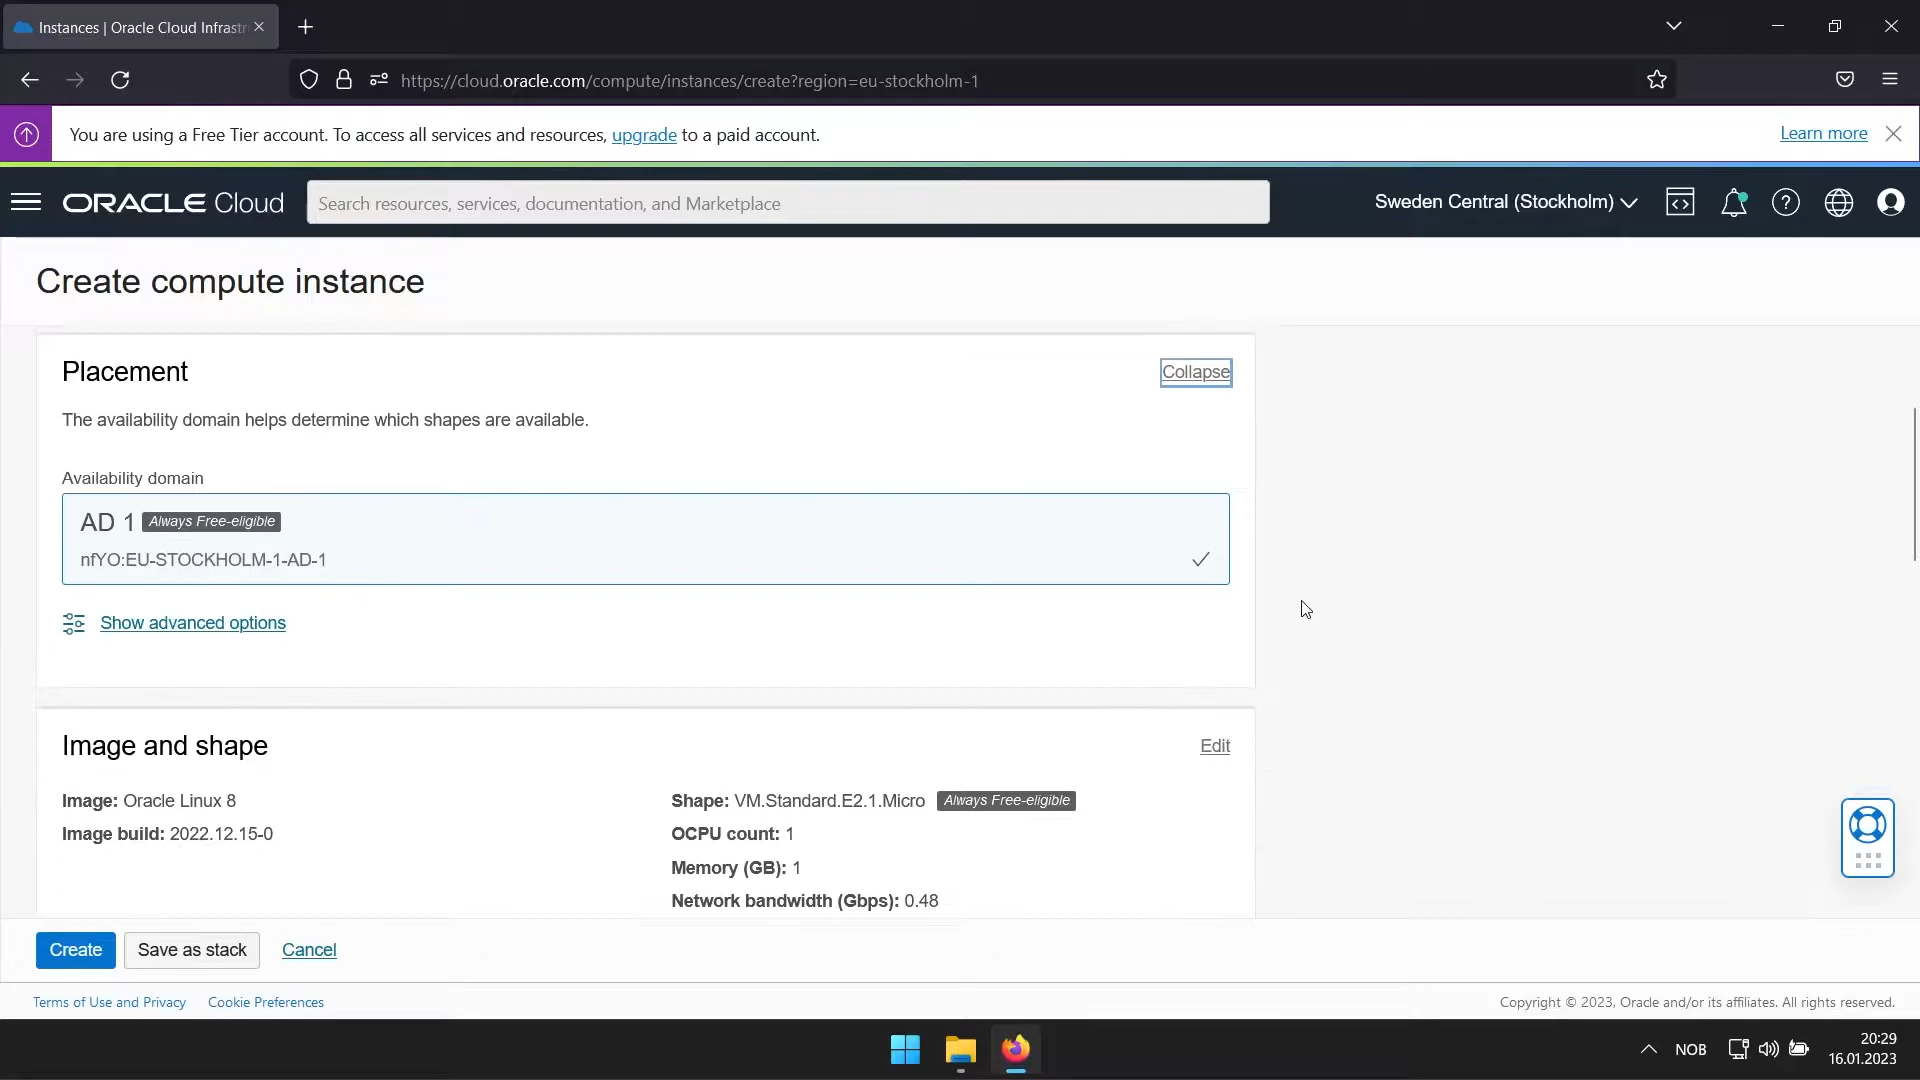 Instances | Oracle Cloud Infrastr
https://cloud.oracle.com/compute/instances/create?region=eu-stockholm-1
You are using a Free Tier account. To access all services and resources, upgrade to a paid account.
Learn more
ORACLE Cloud
Search resources, services, documentation, and Marketplace
Sweden Central (Stockholm)
Create compute instance
Placement
Collapse
The availability domain helps determine which shapes are available.
Availability domain
AD 1 Always Free-eligible
nfYO:EU-STOCKHOLM-1-AD-1
Show advanced options
Image and shape
Edit
Image: Oracle Linux 8
Image build: 2022.12.15-0
Shape: VM.Standard.E2.1.Micro Always Free-eligible
OCPU count: 1
Memory (GB): 1
Network bandwidth (Gbps): 0.48
Create
Save as stack
Cancel
Terms of Use and Privacy
Cookie Preferences
Copyright © 2023, Oracle and/or its affiliates. All rights reserved.
NOB
20:29
16.01.2023